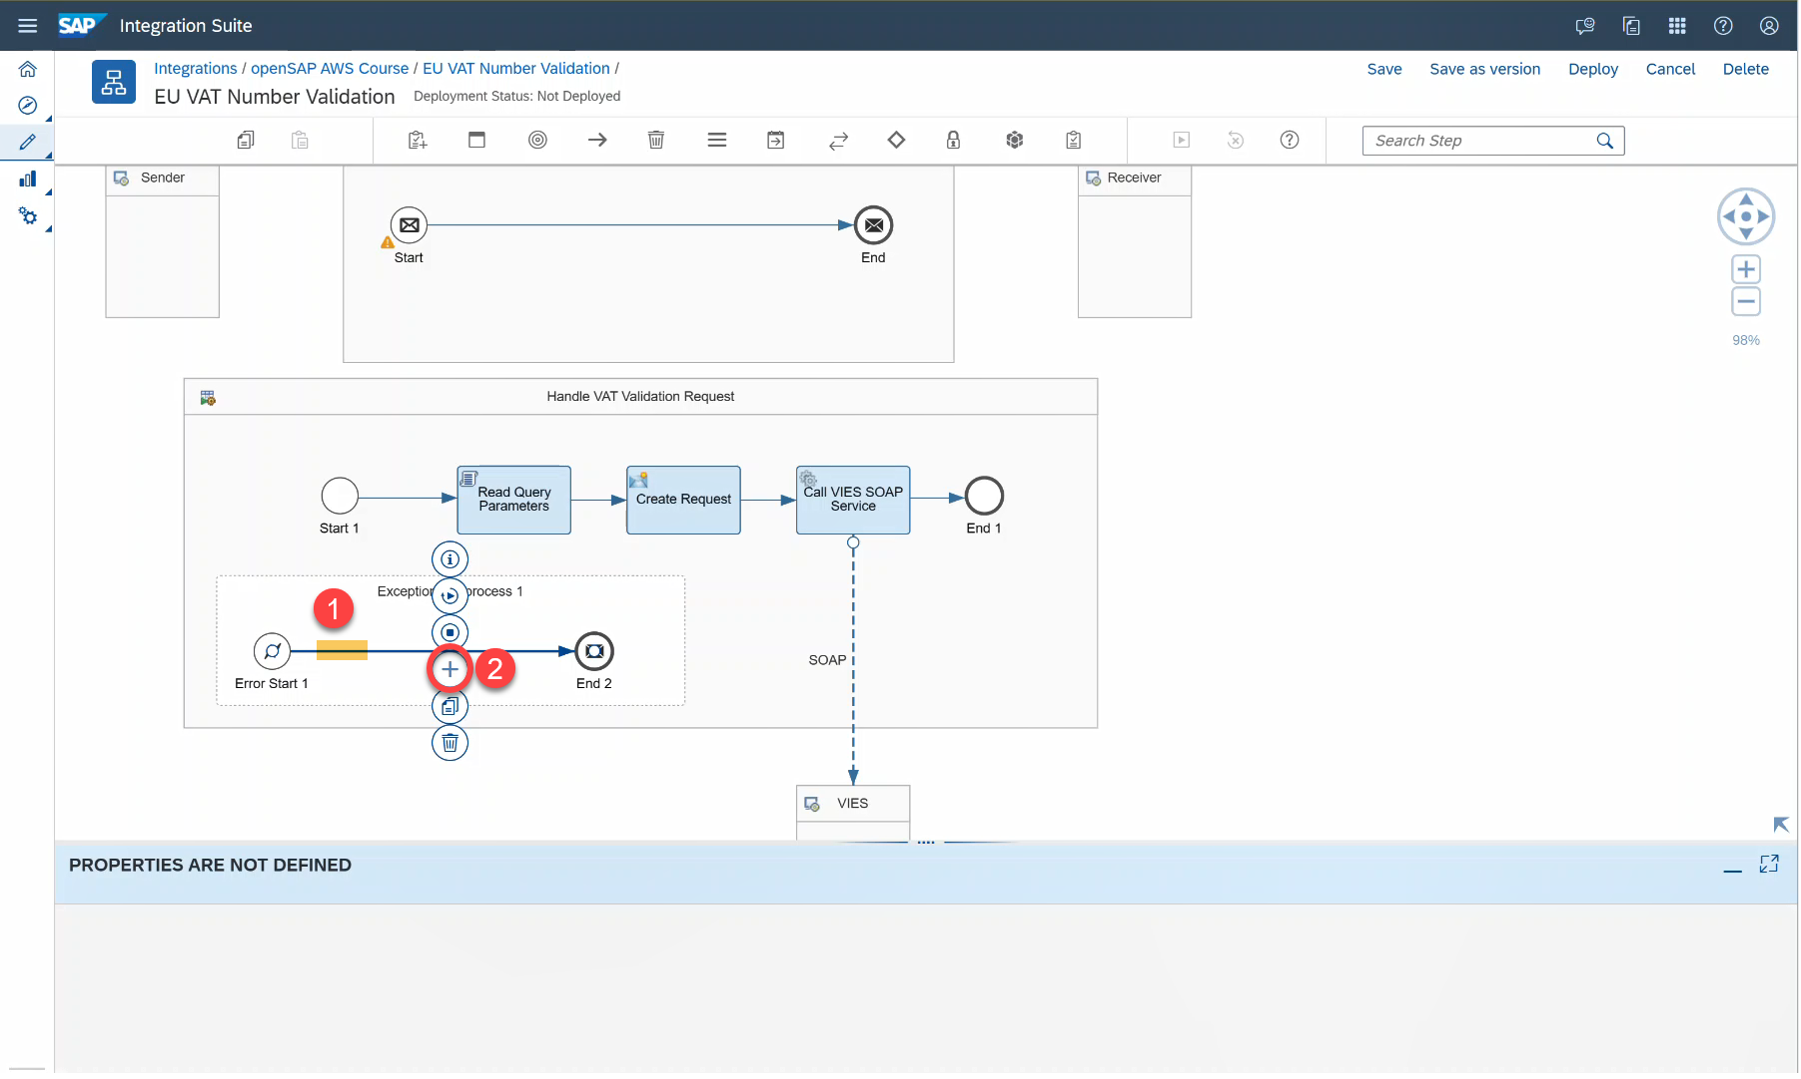 SAP Integration Suite
Integrations / openSAP AWS Course / EU VAT Number Validation /
Save Save as version Deploy Cancel Delete
EU VAT Number Validation Deployment Status: Not Deployed
Search Step
Sender
Receiver
Start
End
98%
Handle VAT Validation Request
Read Query
Parameters
Create Request
Call VIES SOAP
Service
Start 1
End 1
Exception process 1
1
2
Error Start 1
End 2
SOAP
VIES
PROPERTIES ARE NOT DEFINED